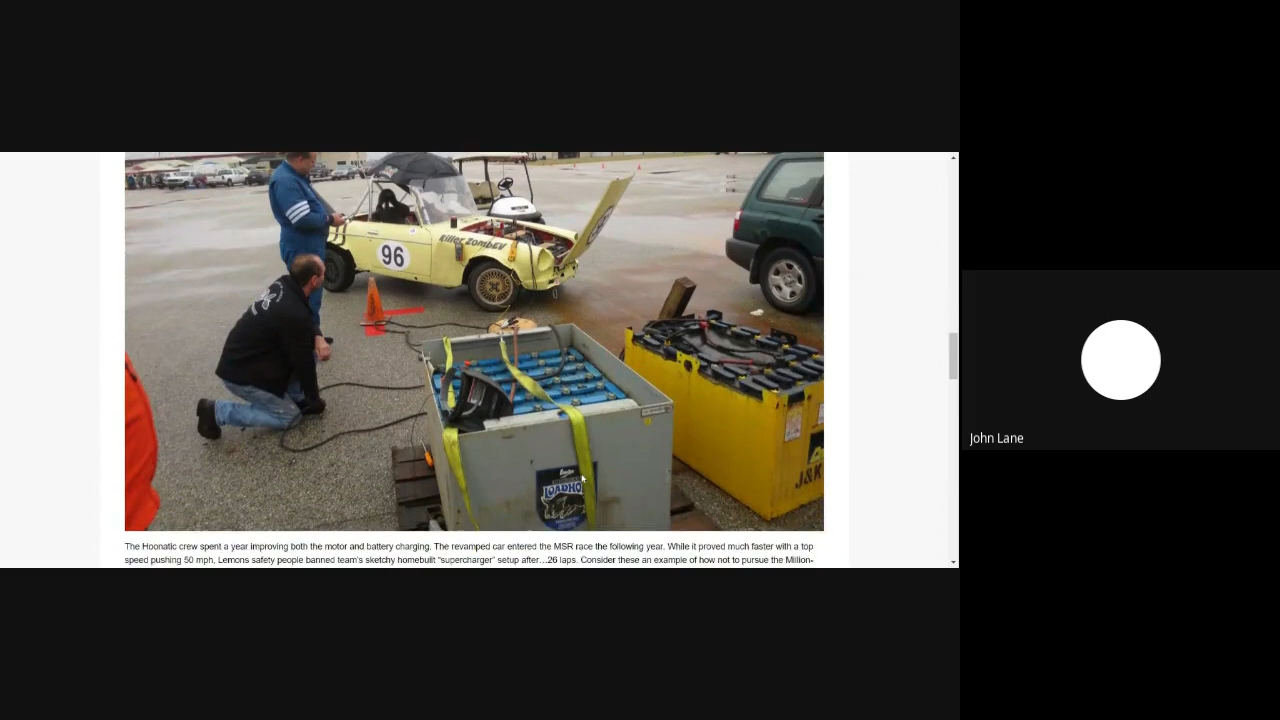 Killer ZombEV
96
LOADHO
J&K
The Hoonatic crew spent a year improving both the motor and battery charging. The revamped car entered the MSR race the following year. While it proved much faster with a top
speed pushing 50 mph, Lemons safety people banned team's sketchy homebuilt "supercharger" setup after…26 laps. Consider these an example of how not to pursue the Million-
John Lane